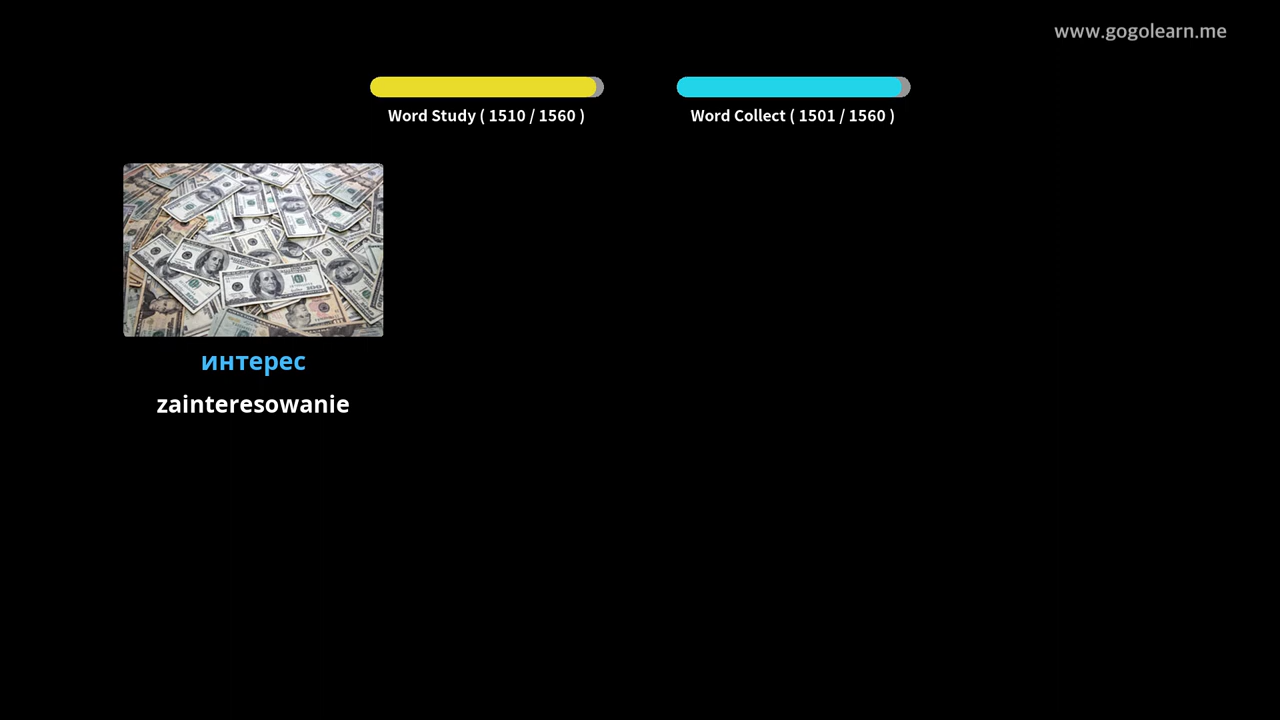 www.gogolearn.me
Word Study ( 1510 / 1560 )
Word Collect ( 1501 / 1560 )
интерес
zainteresowanie